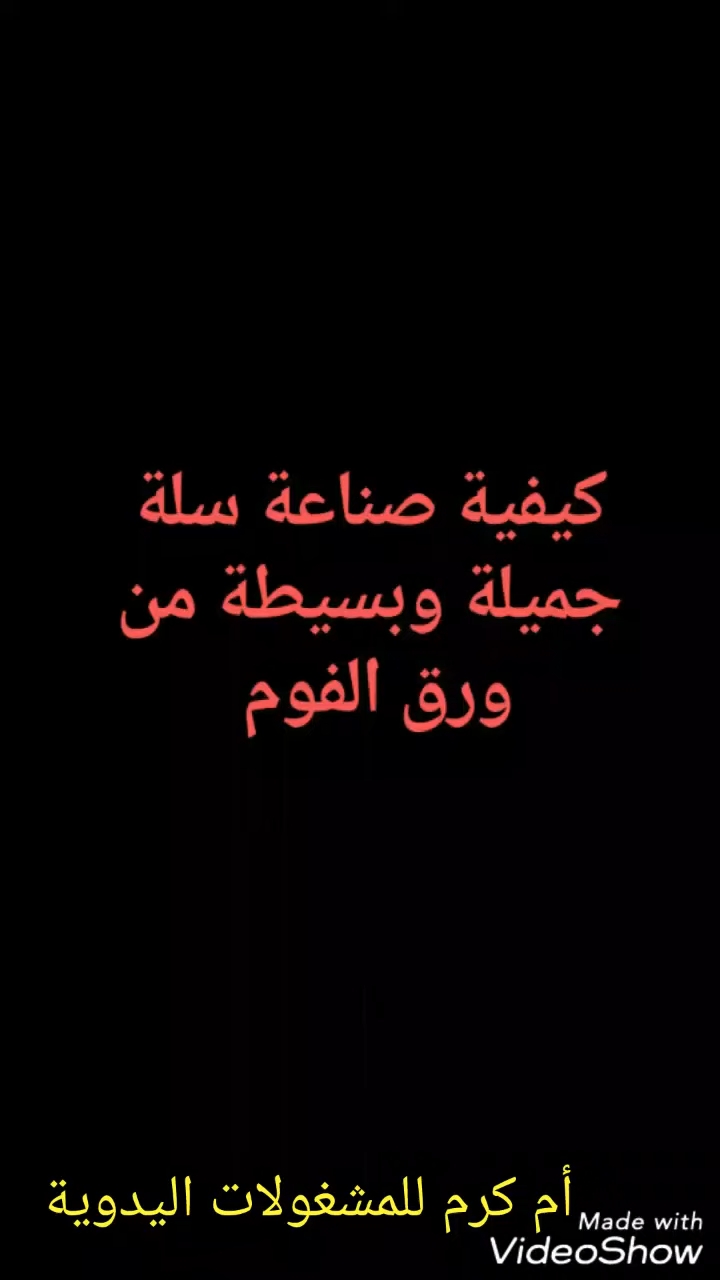 كيفية صناعة سلة
جميلة وبسيطة من
ورق الفوم
أم كرم للمشغولات اليدوية
Made with
VideoShow